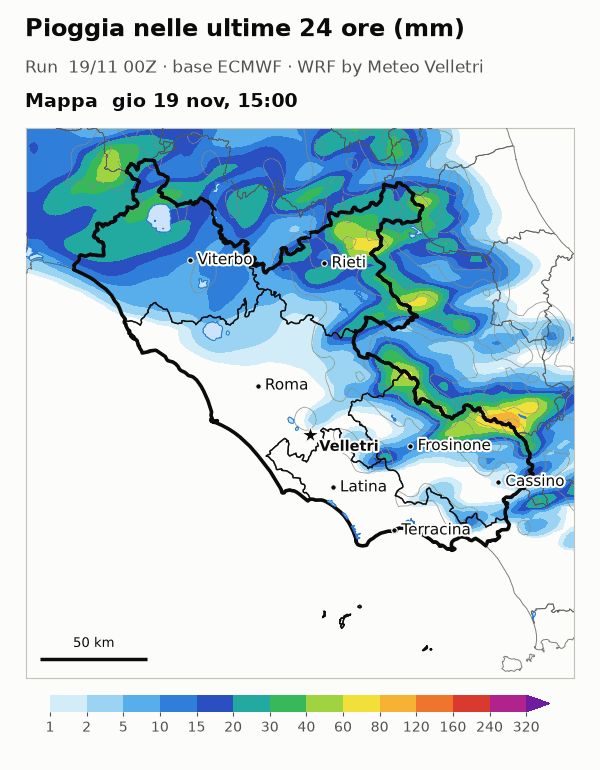 Pioggia nelle ultime 24 ore (mm)
Run 19/11 00Z · base ECMWF · WRF by Meteo Velletri
Mappa gio 19 nov, 15:00
Viterbo
Rieti
Roma
Velletri
Frosinone
Cassino
Latina
Terracina
50 km
1 2 5 10 15 20 30 40 60 80 120 160 240 320